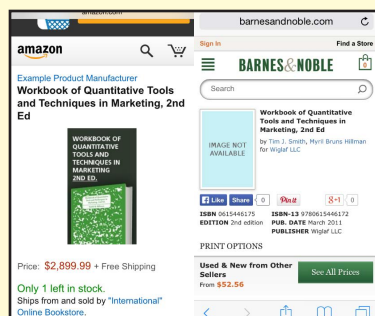 amazon.com
amazon
Example Product Manufacturer
Workbook of Quantitative Tools
and Techniques in Marketing, 2nd
Ed
WORKBOOK OF
QUANTITATIVE
TOOLS AND
TECHNIQUES IN
MARKETING
2ND ED.
Price: $2,899.99 + Free Shipping
Only 1 left in stock.
Ships from and sold by "International"
Online Bookstore.
barnesandnoble.com
Sign In
Find a Store
BARNES&NOBLE
0
Search
IMAGE NOT
AVAILABLE
Workbook of Quantitative
Tools and Techniques in
Marketing, 2nd Ed
by Tim J. Smith, Myril Bruns Hillman
for Wiglaf LLC
Like Share 0 Pin it 8+1 0
ISBN 0615446175 ISBN-13 9780615446172
EDITION 2nd edition PUB. DATE March 2011
PUBLISHER Wiglaf LLC
PRINT OPTIONS
Used & New from Other
Sellers
From $52.56
See All Prices